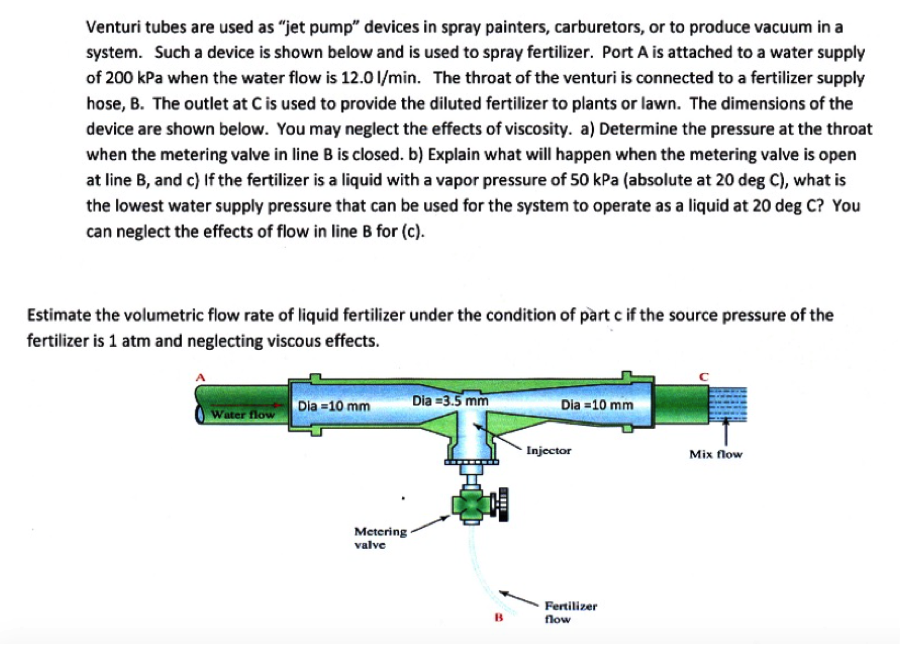 Venturi tubes are used as “jet pump” devices in spray painters, carburetors, or to produce vacuum in a
system. Such a device is shown below and is used to spray fertilizer. Port A is attached to a water supply
of 200 kPa when the water flow is 12.0 l/min. The throat of the venturi is connected to a fertilizer supply
hose, B. The outlet at C is used to provide the diluted fertilizer to plants or lawn. The dimensions of the
device are shown below. You may neglect the effects of viscosity. a) Determine the pressure at the throat
when the metering valve in line B is closed. b) Explain what will happen when the metering valve is open
at line B, and c) If the fertilizer is a liquid with a vapor pressure of 50 kPa (absolute at 20 deg C), what is
the lowest water supply pressure that can be used for the system to operate as a liquid at 20 deg C? You
can neglect the effects of flow in line B for (c).
Estimate the volumetric flow rate of liquid fertilizer under the condition of part c if the source pressure of the
fertilizer is 1 atm and neglecting viscous effects.
A
C
Water flow
Dia =10 mm
Dia =3.5 mm
Dia =10 mm
Injector
Mix flow
Metering
valve
Fertilizer
flow
B